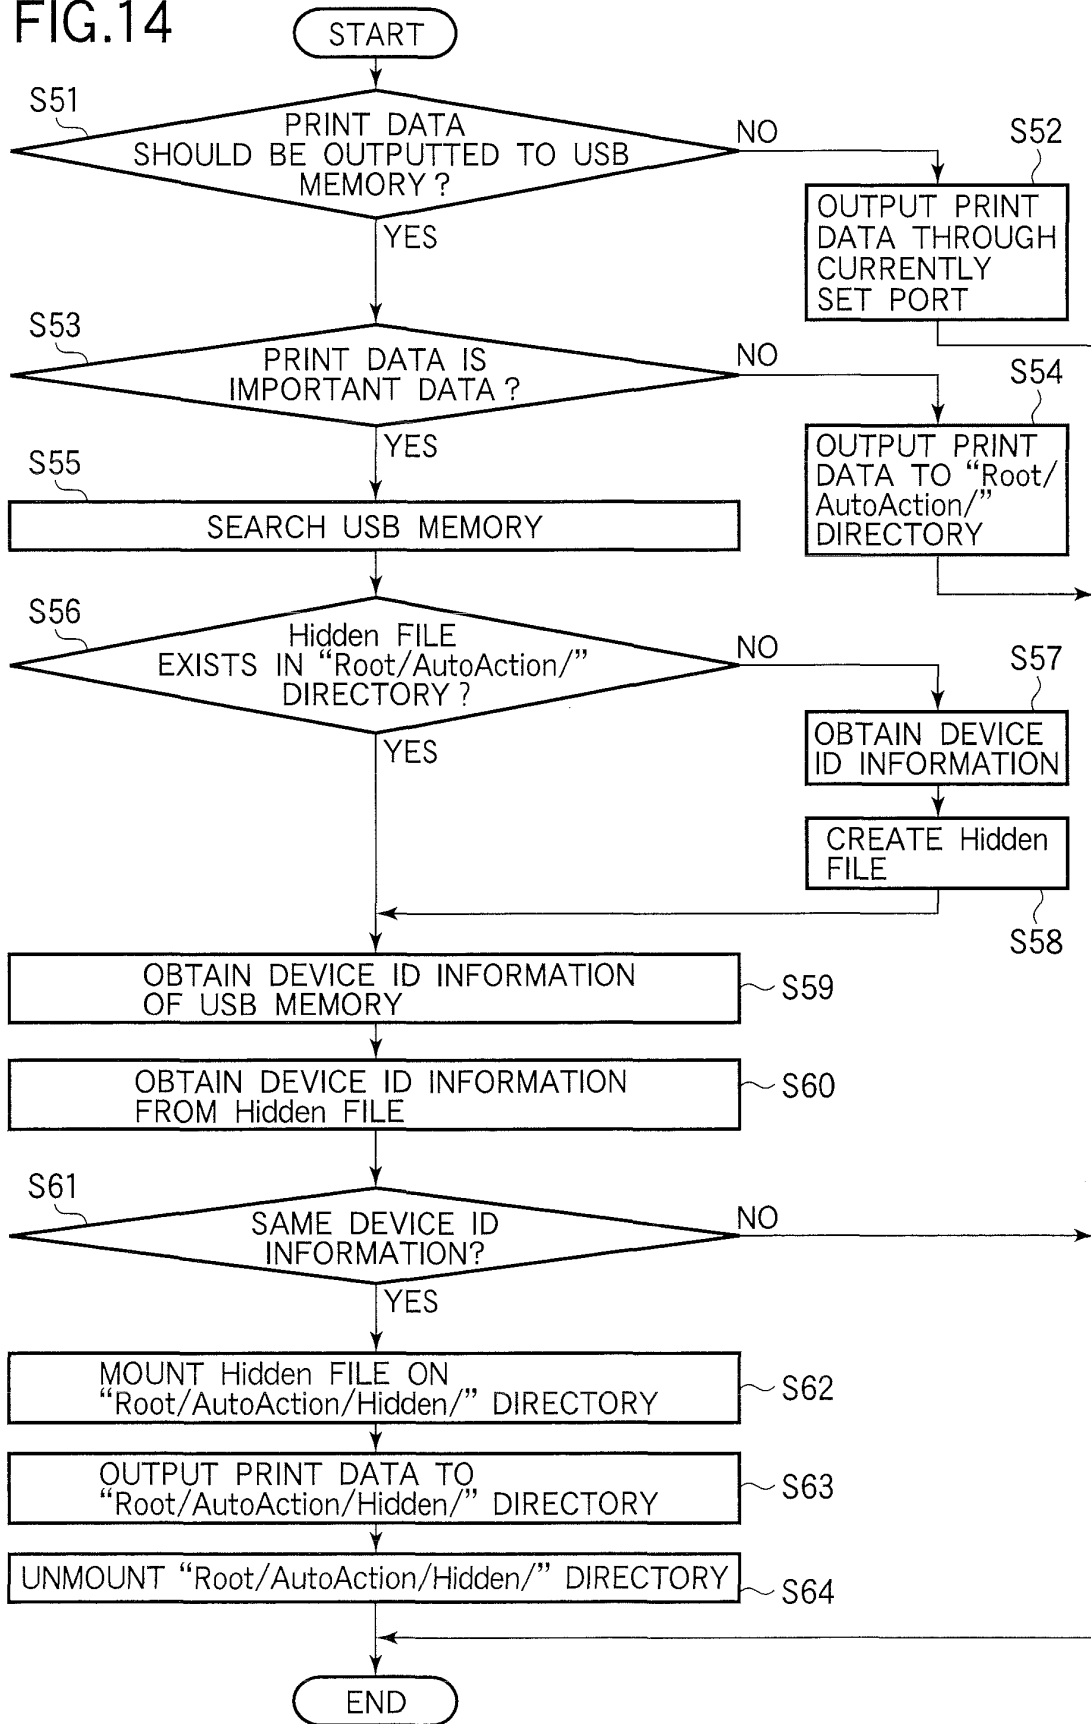 FIG.14
START
S51
PRINT DATA
SHOULD BE OUTPUTTED TO USB
MEMORY?
NO
YES
S52
OUTPUT PRINT
DATA THROUGH
CURRENTLY
SET PORT
S53
PRINT DATA IS
IMPORTANT DATA?
NO
YES
S54
OUTPUT PRINT
DATA TO “Root/
AutoAction/”
DIRECTORY
S55
SEARCH USB MEMORY
S56
Hidden FILE
EXISTS IN “Root/AutoAction/”
DIRECTORY?
NO
YES
S57
OBTAIN DEVICE
ID INFORMATION
CREATE Hidden
FILE
S58
OBTAIN DEVICE ID INFORMATION
OF USB MEMORY
S59
OBTAIN DEVICE ID INFORMATION
FROM Hidden FILE
S60
S61
SAME DEVICE ID
INFORMATION?
NO
YES
MOUNT Hidden FILE ON
“Root/AutoAction/Hidden/” DIRECTORY
S62
OUTPUT PRINT DATA TO
“Root/AutoAction/Hidden/” DIRECTORY
S63
UNMOUNT “Root/AutoAction/Hidden/” DIRECTORY
S64
END